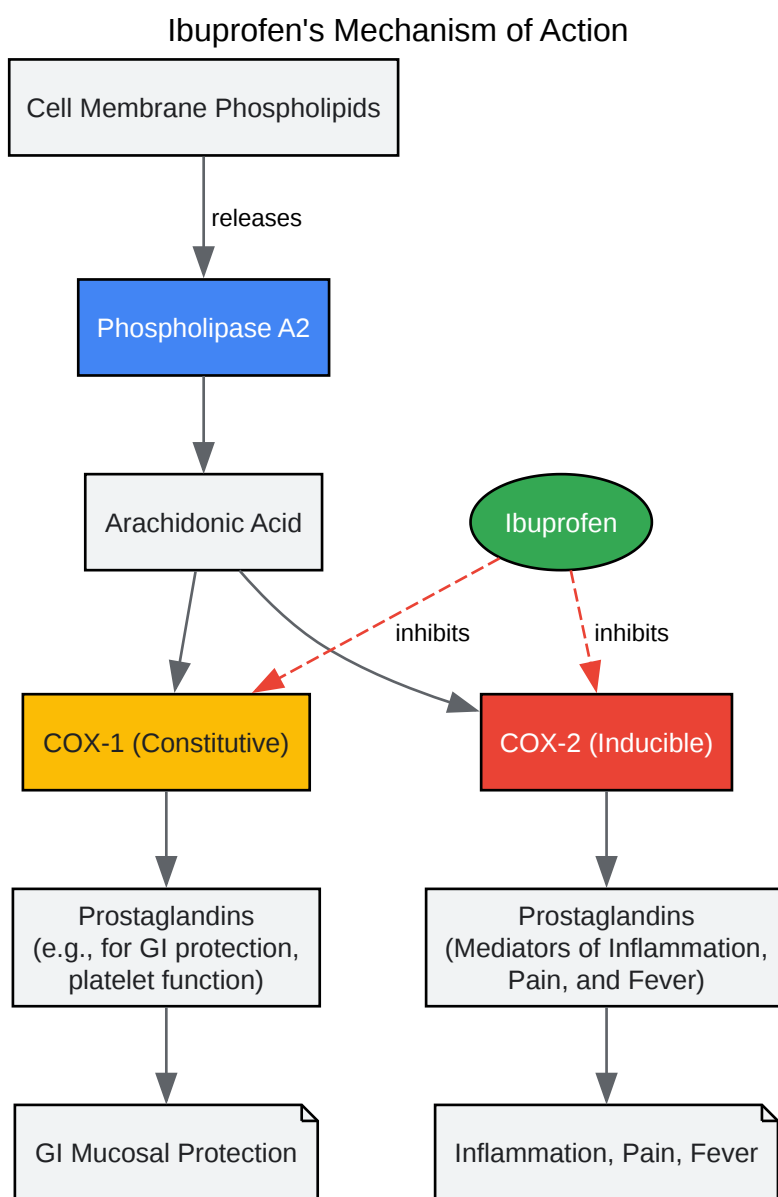 Ibuprofen's Mechanism of Action
Cell Membrane Phospholipids
releases
Phospholipase A2
Arachidonic Acid
Ibuprofen
inhibits
inhibits
COX-1 (Constitutive)
COX-2 (Inducible)
Prostaglandins
(e.g., for GI protection,
platelet function)
Prostaglandins
(Mediators of Inflammation,
Pain, and Fever)
GI Mucosal Protection
Inflammation, Pain, Fever